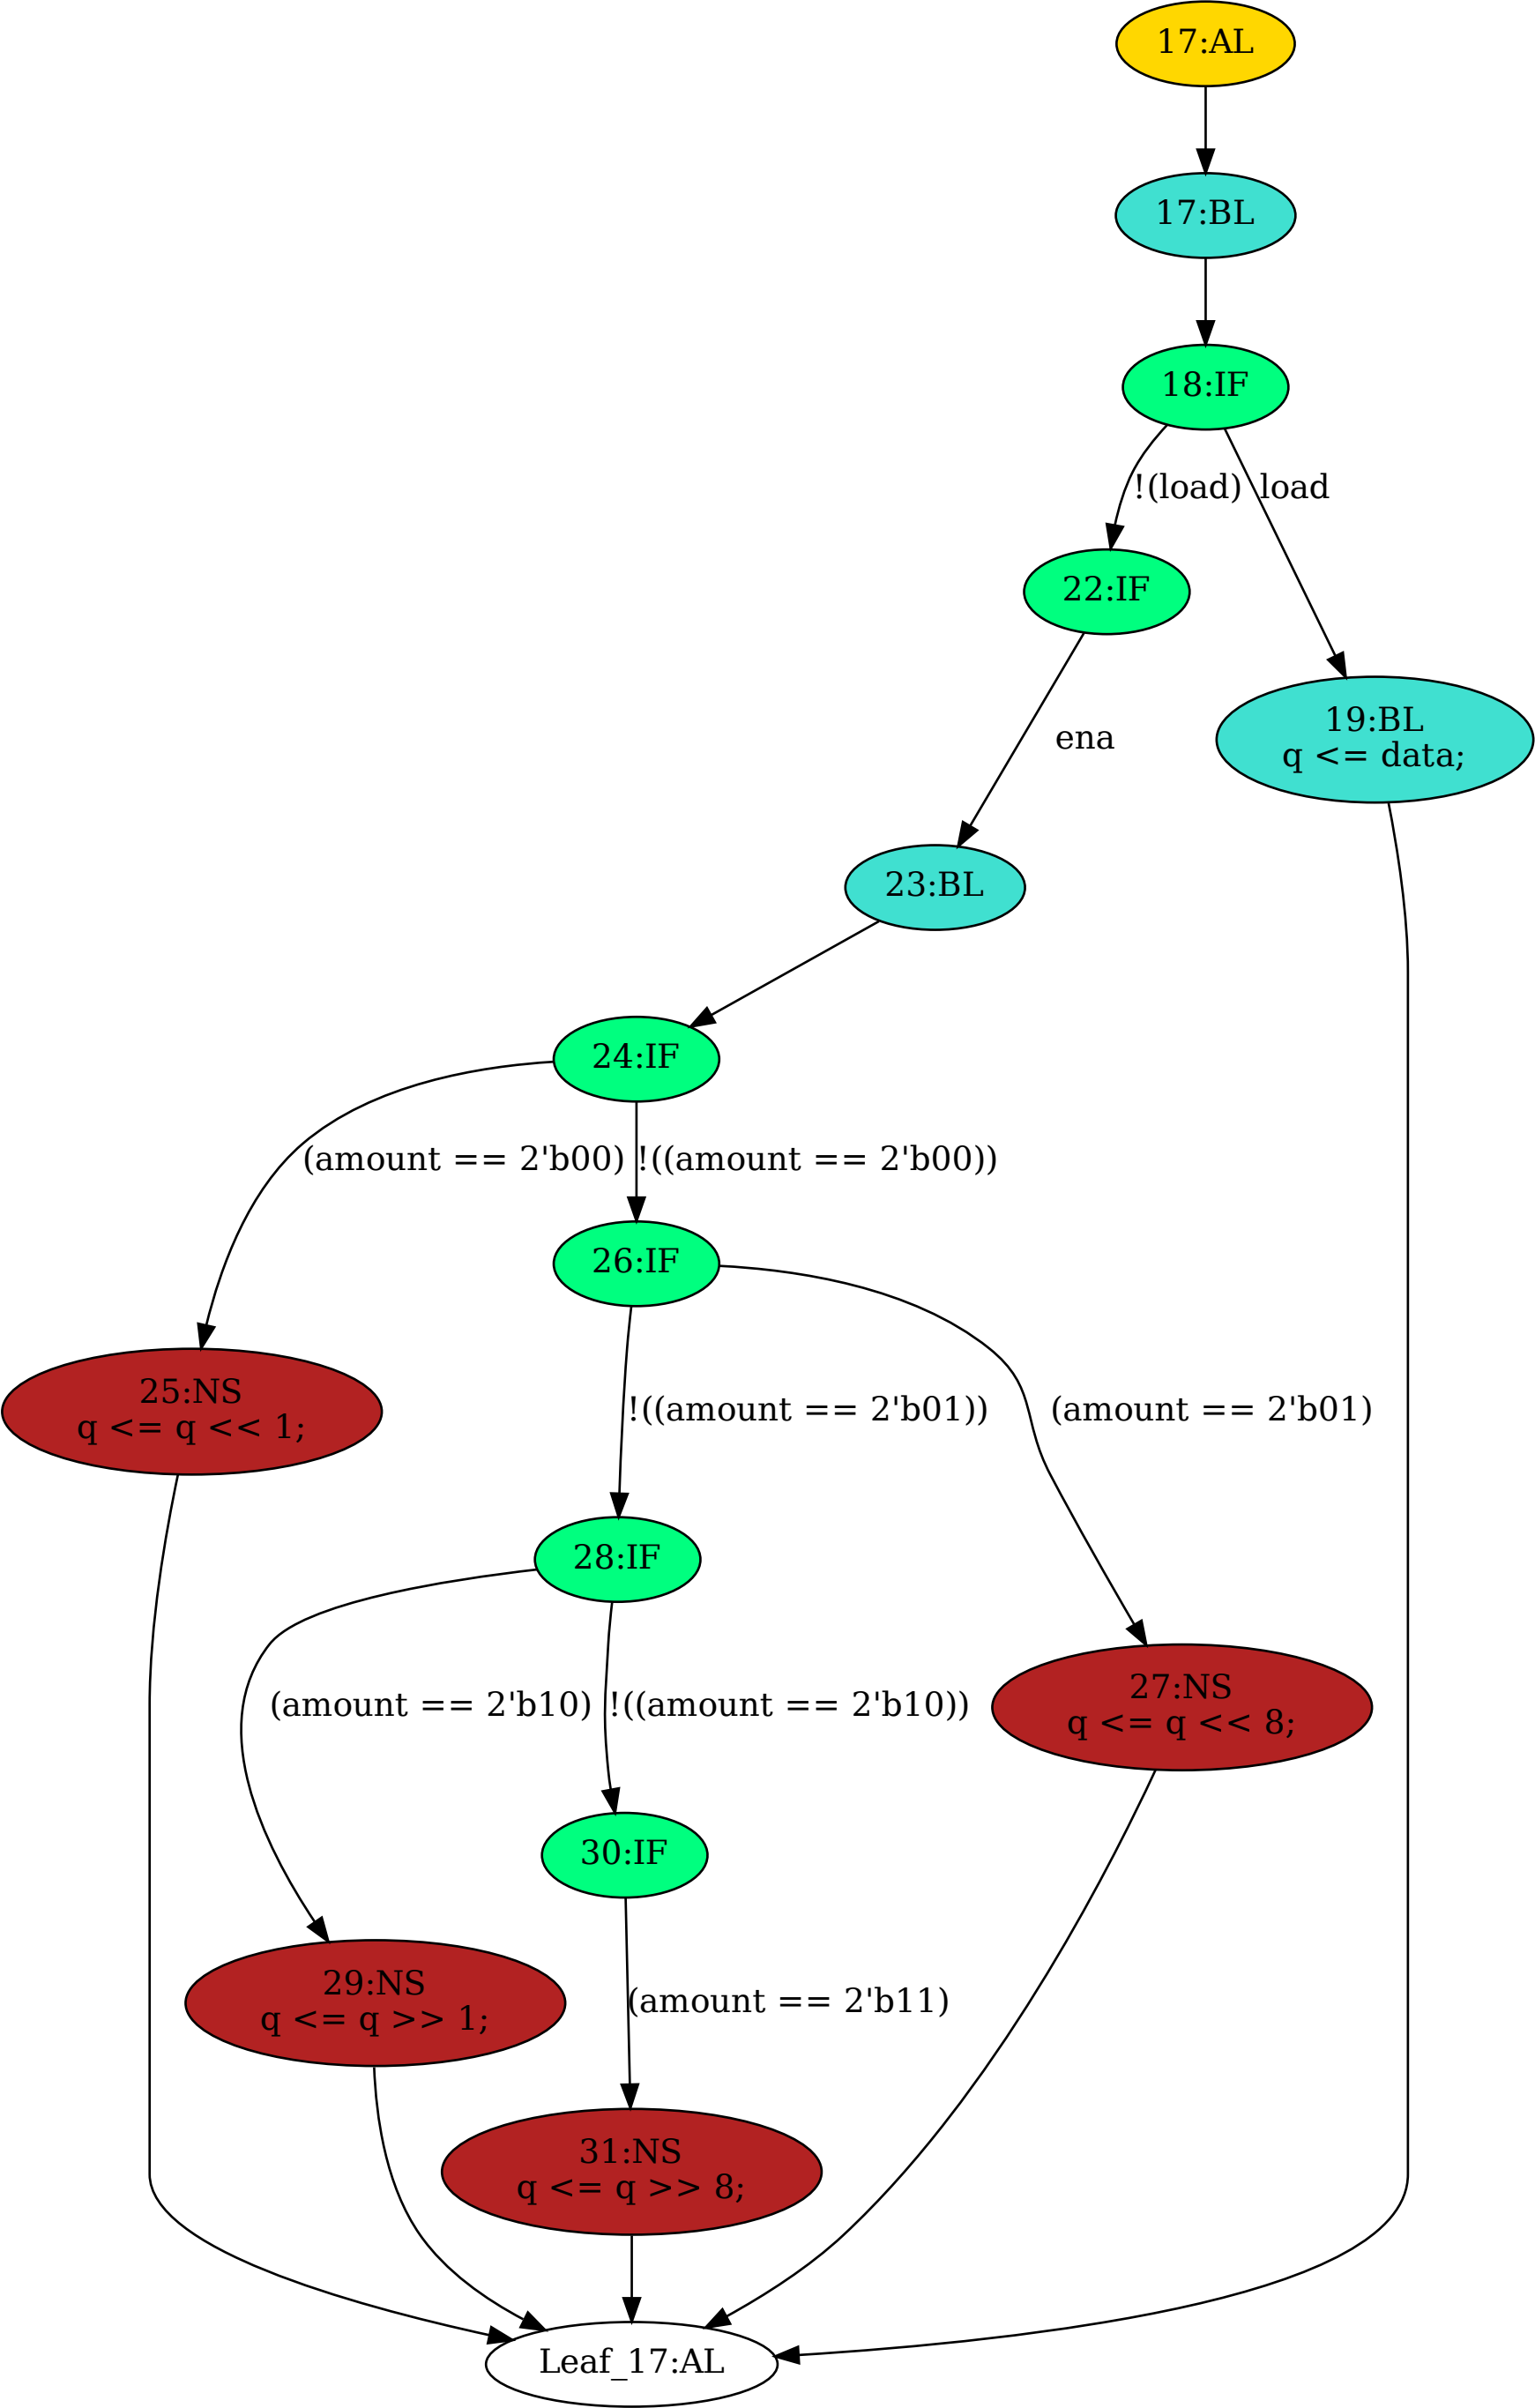 17:AL
17:BL
18:IF
!(load)
load
22:IF
19:BL
q <= data;
ena
23:BL
24:IF
(amount == 2'b00)
!((amount == 2'b00))
26:IF
25:NS
q <= q << 1;
!((amount == 2'b01))
(amount == 2'b01)
28:IF
27:NS
q <= q << 8;
(amount == 2'b10)
!((amount == 2'b10))
30:IF
29:NS
q <= q >> 1;
(amount == 2'b11)
31:NS
q <= q >> 8;
Leaf_17:AL